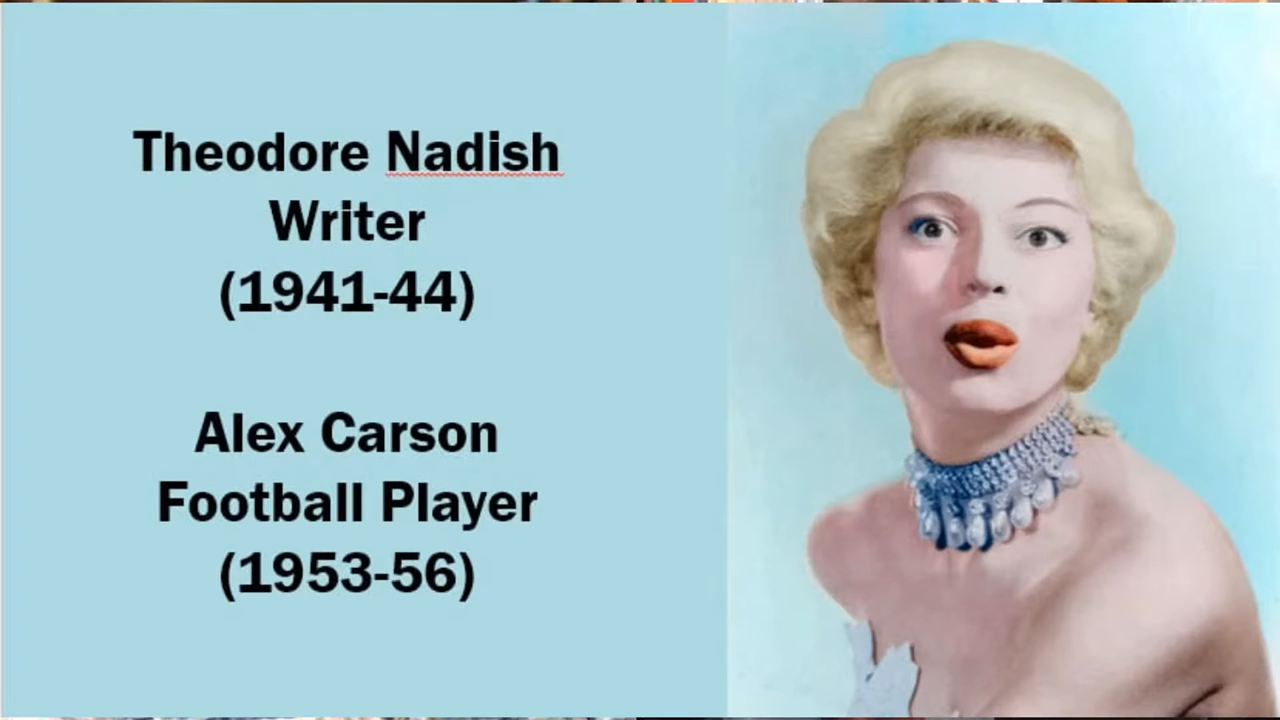 Theodore Nadish
Writer
(1941-44)
Alex Carson
Football Player
(1953-56)